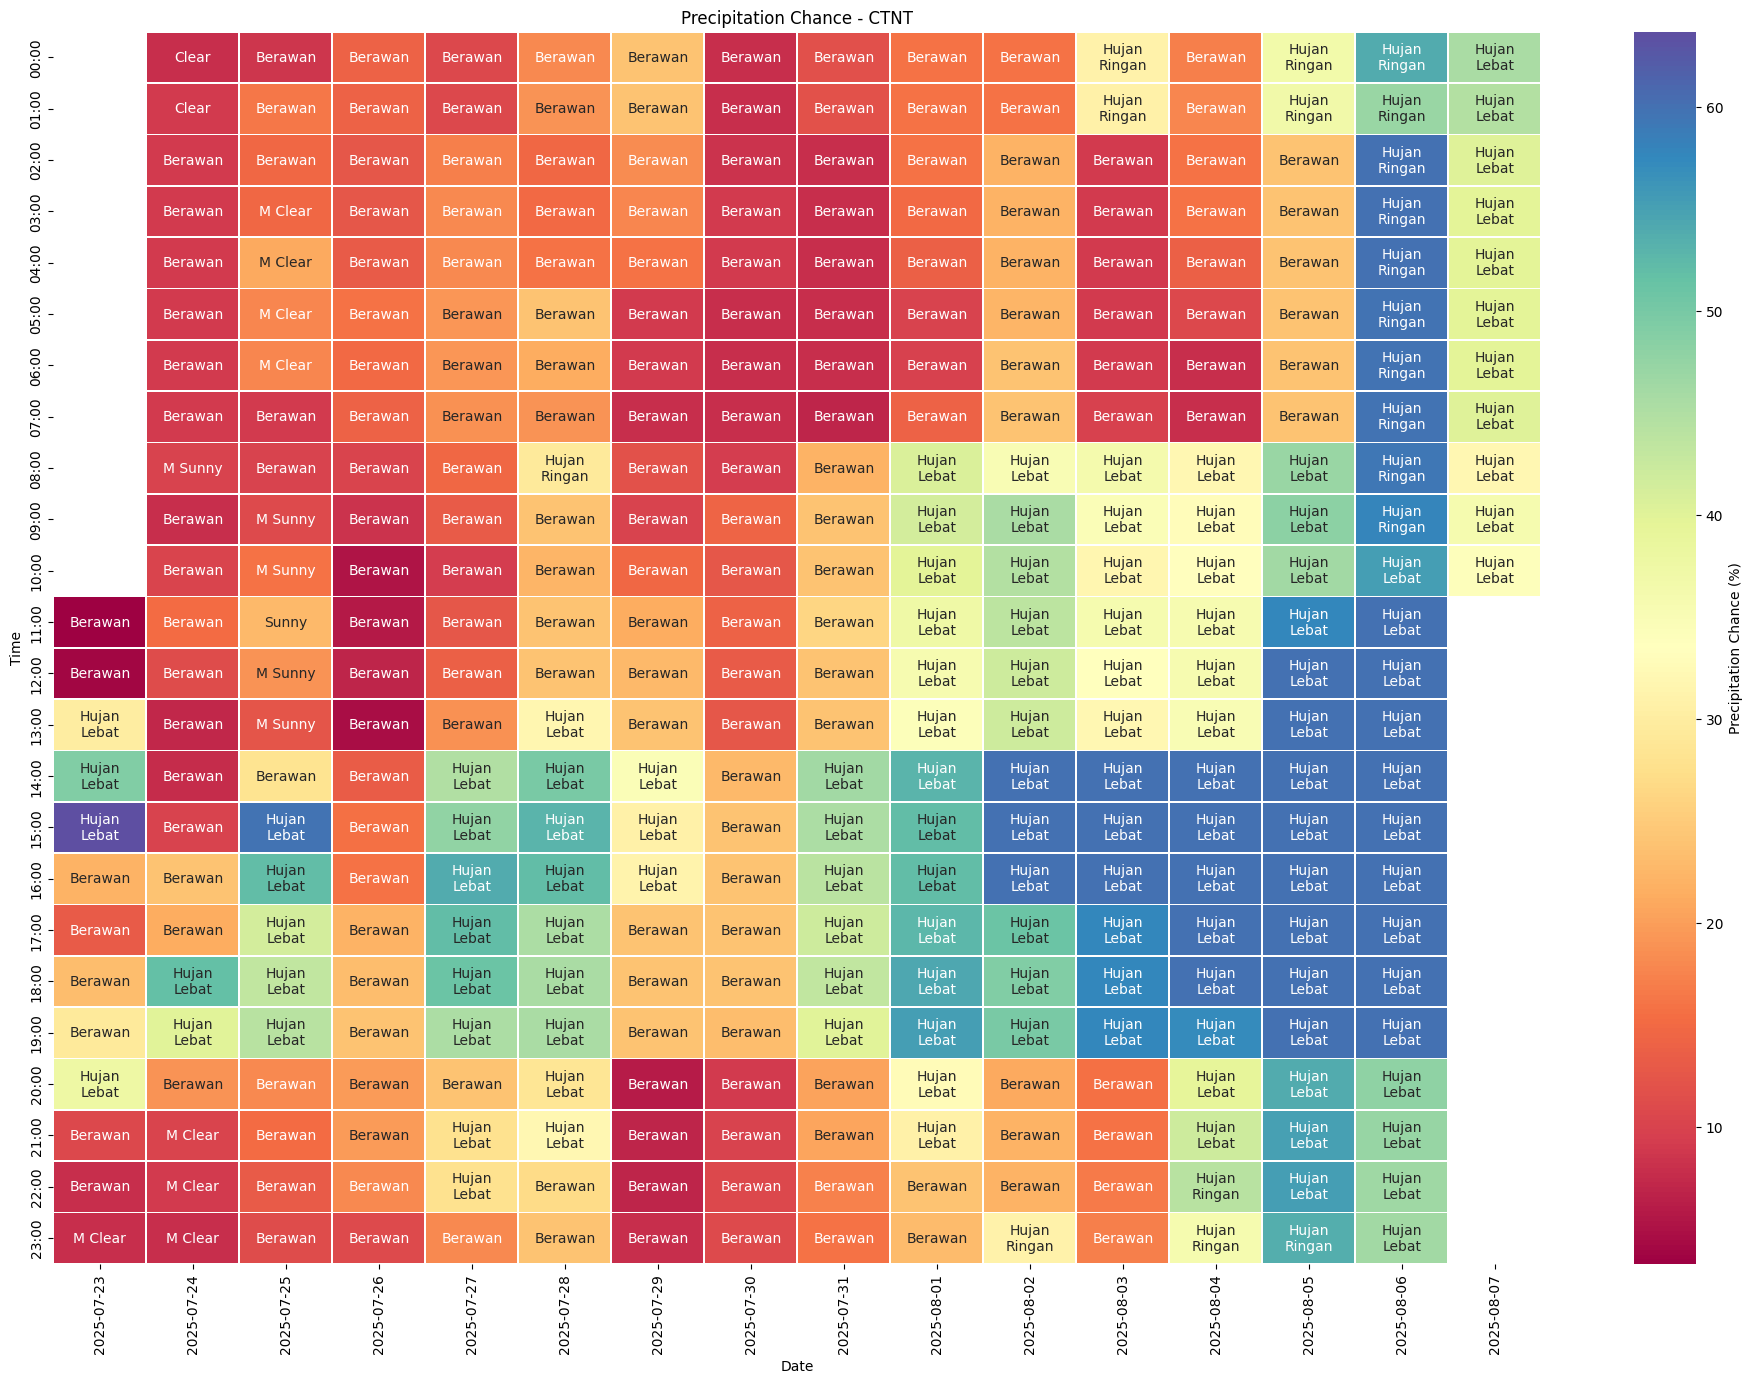 Precipitation Chance - CTNT
00:00 Clear Berawan Berawan Berawan Berawan Berawan Berawan Berawan Berawan Berawan Hujan Ringan Berawan Hujan Ringan Hujan Ringan Hujan Lebat
01:00 Clear Berawan Berawan Berawan Berawan Berawan Berawan Berawan Berawan Berawan Hujan Ringan Berawan Hujan Ringan Hujan Ringan Hujan Lebat
02:00 Berawan Berawan Berawan Berawan Berawan Berawan Berawan Berawan Berawan Berawan Berawan Berawan Berawan Hujan Ringan Hujan Lebat
03:00 Berawan M Clear Berawan Berawan Berawan Berawan Berawan Berawan Berawan Berawan Berawan Berawan Berawan Hujan Ringan Hujan Lebat
04:00 Berawan M Clear Berawan Berawan Berawan Berawan Berawan Berawan Berawan Berawan Berawan Berawan Berawan Hujan Ringan Hujan Lebat
05:00 Berawan M Clear Berawan Berawan Berawan Berawan Berawan Berawan Berawan Berawan Berawan Berawan Berawan Hujan Ringan Hujan Lebat
06:00 Berawan M Clear Berawan Berawan Berawan Berawan Berawan Berawan Berawan Berawan Berawan Berawan Berawan Hujan Ringan Hujan Lebat
07:00 Berawan Berawan Berawan Berawan Berawan Berawan Berawan Berawan Berawan Berawan Berawan Berawan Berawan Hujan Ringan Hujan Lebat
08:00 M Sunny Berawan Berawan Berawan Hujan Ringan Berawan Berawan Berawan Hujan Lebat Hujan Lebat Hujan Lebat Hujan Lebat Hujan Lebat Hujan Ringan Hujan Lebat
09:00 Berawan M Sunny Berawan Berawan Berawan Berawan Berawan Berawan Hujan Lebat Hujan Lebat Hujan Lebat Hujan Lebat Hujan Lebat Hujan Ringan Hujan Lebat
10:00 Berawan M Sunny Berawan Berawan Berawan Berawan Berawan Berawan Hujan Lebat Hujan Lebat Hujan Lebat Hujan Lebat Hujan Lebat Hujan Lebat Hujan Lebat
11:00 Berawan Berawan Sunny Berawan Berawan Berawan Berawan Berawan Berawan Hujan Lebat Hujan Lebat Hujan Lebat Hujan Lebat Hujan Lebat Hujan Lebat
12:00 Berawan Berawan M Sunny Berawan Berawan Berawan Berawan Berawan Berawan Hujan Lebat Hujan Lebat Hujan Lebat Hujan Lebat Hujan Lebat Hujan Lebat
13:00 Hujan Lebat Berawan M Sunny Berawan Berawan Hujan Lebat Berawan Berawan Berawan Hujan Lebat Hujan Lebat Hujan Lebat Hujan Lebat Hujan Lebat Hujan Lebat
14:00 Hujan Lebat Berawan Berawan Berawan Hujan Lebat Hujan Lebat Hujan Lebat Berawan Hujan Lebat Hujan Lebat Hujan Lebat Hujan Lebat Hujan Lebat Hujan Lebat Hujan Lebat
15:00 Hujan Lebat Berawan Hujan Lebat Berawan Hujan Lebat Hujan Lebat Hujan Lebat Berawan Hujan Lebat Hujan Lebat Hujan Lebat Hujan Lebat Hujan Lebat Hujan Lebat Hujan Lebat
16:00 Berawan Berawan Hujan Lebat Berawan Hujan Lebat Hujan Lebat Hujan Lebat Berawan Hujan Lebat Hujan Lebat Hujan Lebat Hujan Lebat Hujan Lebat Hujan Lebat Hujan Lebat
17:00 Berawan Berawan Hujan Lebat Berawan Hujan Lebat Hujan Lebat Berawan Berawan Hujan Lebat Hujan Lebat Hujan Lebat Hujan Lebat Hujan Lebat Hujan Lebat Hujan Lebat
18:00 Berawan Hujan Lebat Hujan Lebat Berawan Hujan Lebat Hujan Lebat Berawan Berawan Hujan Lebat Hujan Lebat Hujan Lebat Hujan Lebat Hujan Lebat Hujan Lebat Hujan Lebat
19:00 Berawan Hujan Lebat Hujan Lebat Berawan Hujan Lebat Hujan Lebat Berawan Berawan Hujan Lebat Hujan Lebat Hujan Lebat Hujan Lebat Hujan Lebat Hujan Lebat Hujan Lebat
20:00 Hujan Lebat Berawan Berawan Berawan Berawan Hujan Lebat Berawan Berawan Berawan Hujan Lebat Berawan Berawan Hujan Lebat Hujan Lebat Hujan Lebat
21:00 Berawan M Clear Berawan Berawan Hujan Lebat Hujan Lebat Berawan Berawan Berawan Hujan Lebat Berawan Berawan Hujan Lebat Hujan Lebat Hujan Lebat
22:00 Berawan M Clear Berawan Berawan Hujan Lebat Berawan Berawan Berawan Berawan Berawan Berawan Berawan Hujan Ringan Hujan Lebat Hujan Lebat
23:00 M Clear M Clear Berawan Berawan Berawan Berawan Berawan Berawan Berawan Berawan Hujan Ringan Berawan Hujan Ringan Hujan Ringan Hujan Lebat
Time
2025-07-23 2025-07-24 2025-07-25 2025-07-26 2025-07-27 2025-07-28 2025-07-29 2025-07-30 2025-07-31 2025-08-01 2025-08-02 2025-08-03 2025-08-04 2025-08-05 2025-08-06 2025-08-07
Date
60
50
40
30
20
10
Precipitation Chance (%)